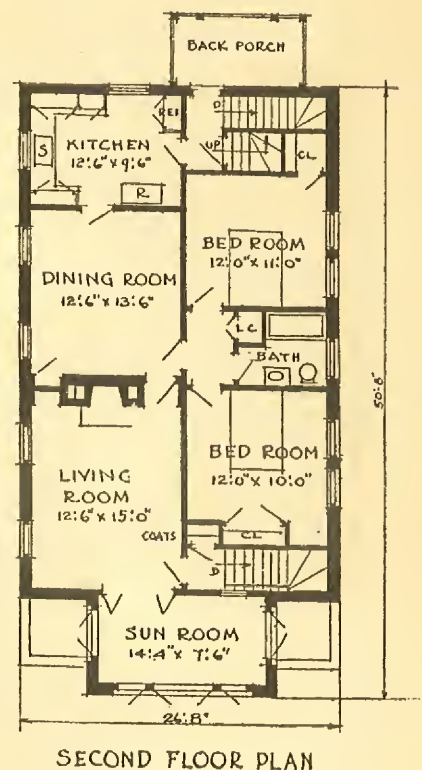 BACK PORCH
REF.
D
KITCHEN
12'-6" x 9'-6"
S
R
UP
CL
BED ROOM
12'-0" x 11'-0"
DINING ROOM
12'-6" x 13'-6"
L.C.
BATH
50'-8"
BED ROOM
12'-0" x 10'-0"
LIVING
ROOM
12'-6" x 15'-0"
COATS
CL
D
SUN ROOM
14'-4" x 7'-6"
26'-8"
SECOND FLOOR PLAN